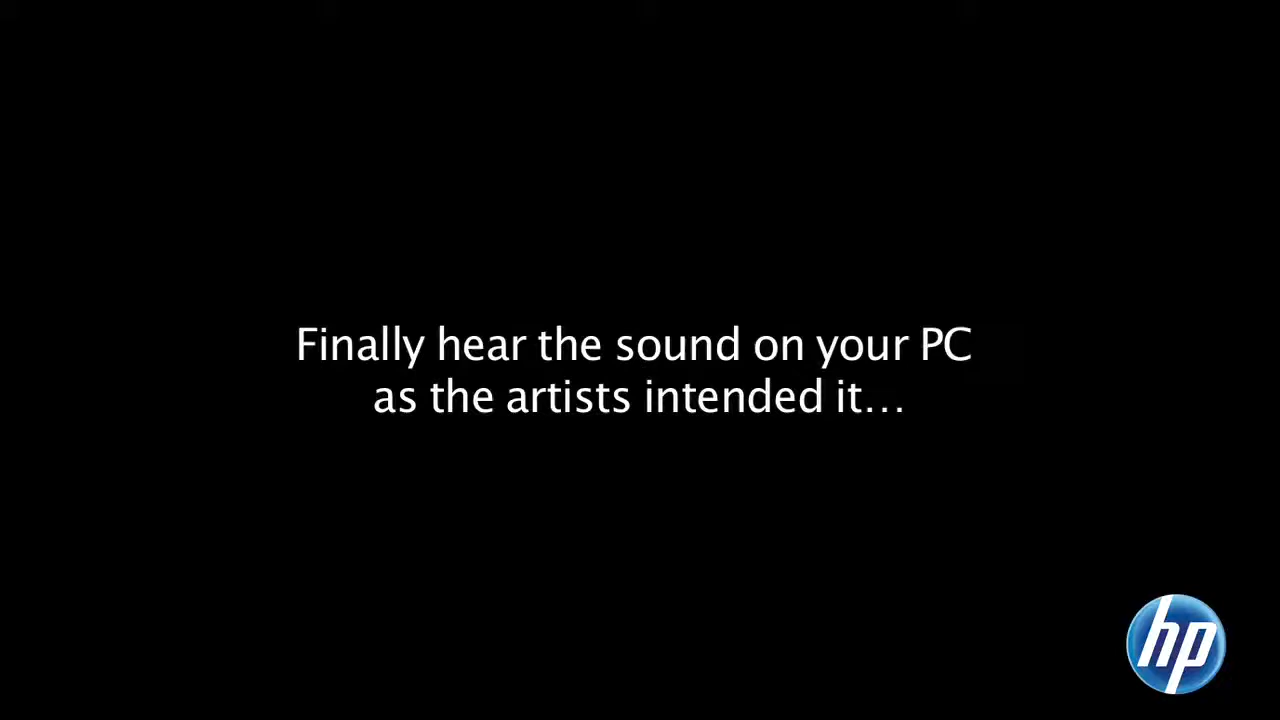 Finally hear the sound on your PC
as the artists intended it…
hp